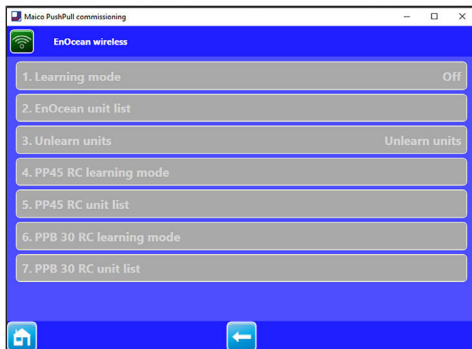 Maico PushPull commissioning
EnOcean wireless
1. Learning mode Off
2. EnOcean unit list
3. Unlearn units Unlearn units
4. PP45 RC learning mode
5. PP45 RC unit list
6. PPB 30 RC learning mode
7. PPB 30 RC unit list